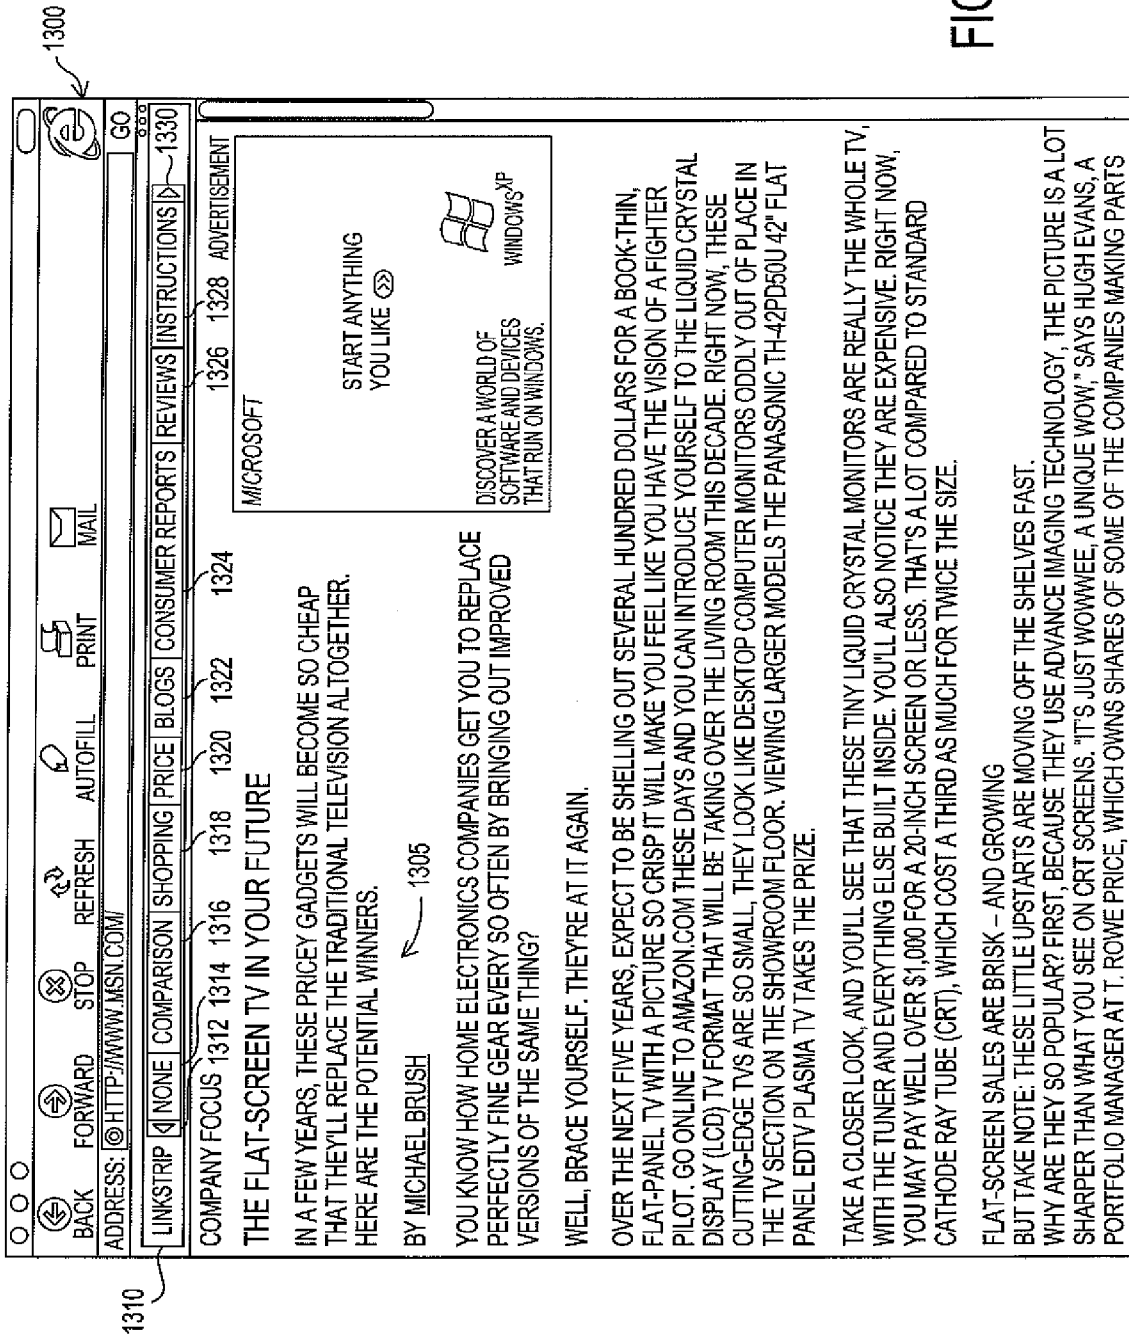 1300
BACK FORWARD STOP REFRESH AUTOFILL PRINT MAIL
ADDRESS: @ HTTP://WWW.MSN.COM/ GO
1310
LINKSTRIP NONE COMPARISON SHOPPING PRICE BLOGS CONSUMER REPORTS REVIEWS INSTRUCTIONS 1330
COMPANY FOCUS 1312 1314 1316 1318 1320 1322 1324 1326 1328 ADVERTISEMENT
THE FLAT-SCREEN TV IN YOUR FUTURE
IN A FEW YEARS, THESE PRICEY GADGETS WILL BECOME SO CHEAP
THAT THEY'LL REPLACE THE TRADITIONAL TELEVISION ALTOGETHER.
HERE ARE THE POTENTIAL WINNERS.
BY MICHAEL BRUSH
1305
YOU KNOW HOW HOME ELECTRONICS COMPANIES GET YOU TO REPLACE
PERFECTLY FINE GEAR EVERY SO OFTEN BY BRINGING OUT IMPROVED
VERSIONS OF THE SAME THING?
MICROSOFT
START ANYTHING
YOU LIKE
DISCOVER A WORLD OF
SOFTWARE AND DEVICES
THAT RUN ON WINDOWS.
WINDOWS XP
WELL, BRACE YOURSELF. THEY'RE AT IT AGAIN.
OVER THE NEXT FIVE YEARS, EXPECT TO BE SHELLING OUT SEVERAL HUNDRED DOLLARS FOR A BOOK-THIN,
FLAT-PANEL TV WITH A PICTURE SO CRISP IT WILL MAKE YOU FEEL LIKE YOU HAVE THE VISION OF A FIGHTER
PILOT. GO ONLINE TO AMAZON.COM THESE DAYS AND YOU CAN INTRODUCE YOURSELF TO THE LIQUID CRYSTAL
DISPLAY (LCD) TV FORMAT THAT WILL BE TAKING OVER THE LIVING ROOM THIS DECADE. RIGHT NOW, THESE
CUTTING-EDGE TVS ARE SO SMALL, THEY LOOK LIKE DESKTOP COMPUTER MONITORS ODDLY OUT OF PLACE IN
THE TV SECTION ON THE SHOWROOM FLOOR. VIEWING LARGER MODELS THE PANASONIC TH-42PD50U 42" FLAT
PANEL EDTV PLASMA TV TAKES THE PRIZE.
TAKE A CLOSER LOOK, AND YOU'LL SEE THAT THESE TINY LIQUID CRYSTAL MONITORS ARE REALLY THE WHOLE TV,
WITH THE TUNER AND EVERYTHING ELSE BUILT INSIDE. YOU'LL ALSO NOTICE THEY ARE EXPENSIVE. RIGHT NOW,
YOU MAY PAY WELL OVER $1,000 FOR A 20-INCH SCREEN OR LESS. THAT'S A LOT COMPARED TO STANDARD
CATHODE RAY TUBE (CRT), WHICH COST A THIRD AS MUCH FOR TWICE THE SIZE.
FLAT-SCREEN SALES ARE BRISK – AND GROWING
BUT TAKE NOTE: THESE LITTLE UPSTARTS ARE MOVING OFF THE SHELVES FAST.
WHY ARE THEY SO POPULAR? FIRST, BECAUSE THEY USE ADVANCE IMAGING TECHNOLOGY, THE PICTURE IS A LOT
SHARPER THAN WHAT YOU SEE ON CRT SCREENS. "IT'S JUST WOWWEE, A UNIQUE WOW," SAYS HUGH EVANS, A
PORTFOLIO MANAGER AT T. ROWE PRICE, WHICH OWNS SHARES OF SOME OF THE COMPANIES MAKING PARTS